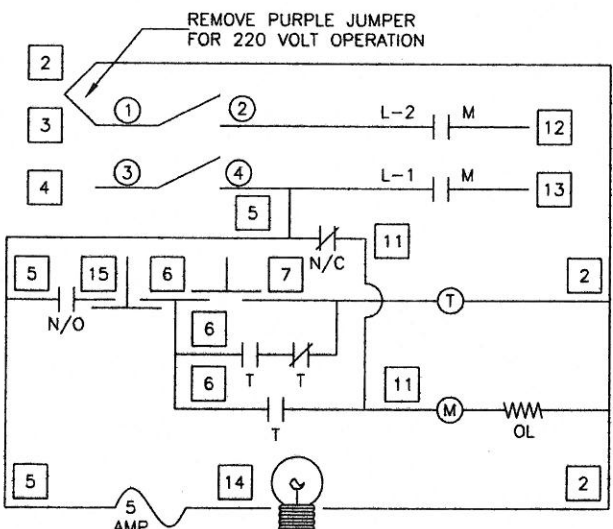 REMOVE PURPLE JUMPER
FOR 220 VOLT OPERATION
2
3 1 2 L-2 M 12
4 3 4 L-1 M 13
5
N/C 11
5 15 6 7 T 2
N/O
6
T T
6 11
T M OL
5 14 2
5
AMP